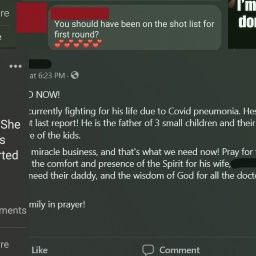 re
You should have been on the shot list for
first round?
I'm
don
e
at 6:23 PM
O NOW!
currently fighting for his life due to Covid pneumonia. Hes
t last report! He is the father of 3 small children and their
re of the kids.
She
s
rted
miracle business, and that's what we need now! Pray for
the comfort and presence of the Spirit for his wife,
need their daddy, and the wisdom of God for all the docto
mily in prayer!
ments
re
Like
Comment